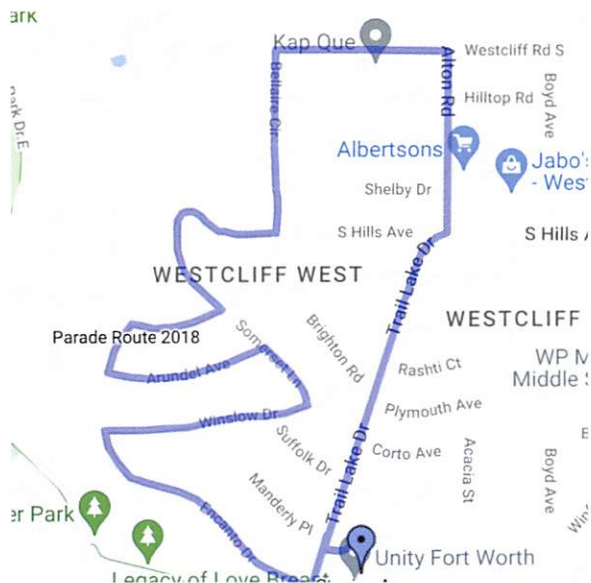 ark
Kap Que
Westcliff Rd S
Alton Rd
Bellaire Cir
Hilltop Rd
Boyd Ave
Park Dr E
Albertsons
Jabo's
- West
Shelby Dr
S Hills Ave
S Hills A
Trail Lake Dr
WESTCLIFF WEST
WESTCLIFF
Parade Route 2018
Somerset Ln
Brighton Rd
WP M
Middle S
Arundel Ave
Rashti Ct
Winslow Dr
Plymouth Ave
Suffolk Dr
Corto Ave
Acacia St
Boyd Ave
Trail Lake Dr
Manderly Pl
er Park
Encanto Dr
Unity Fort Worth
Legacy of Love Breast